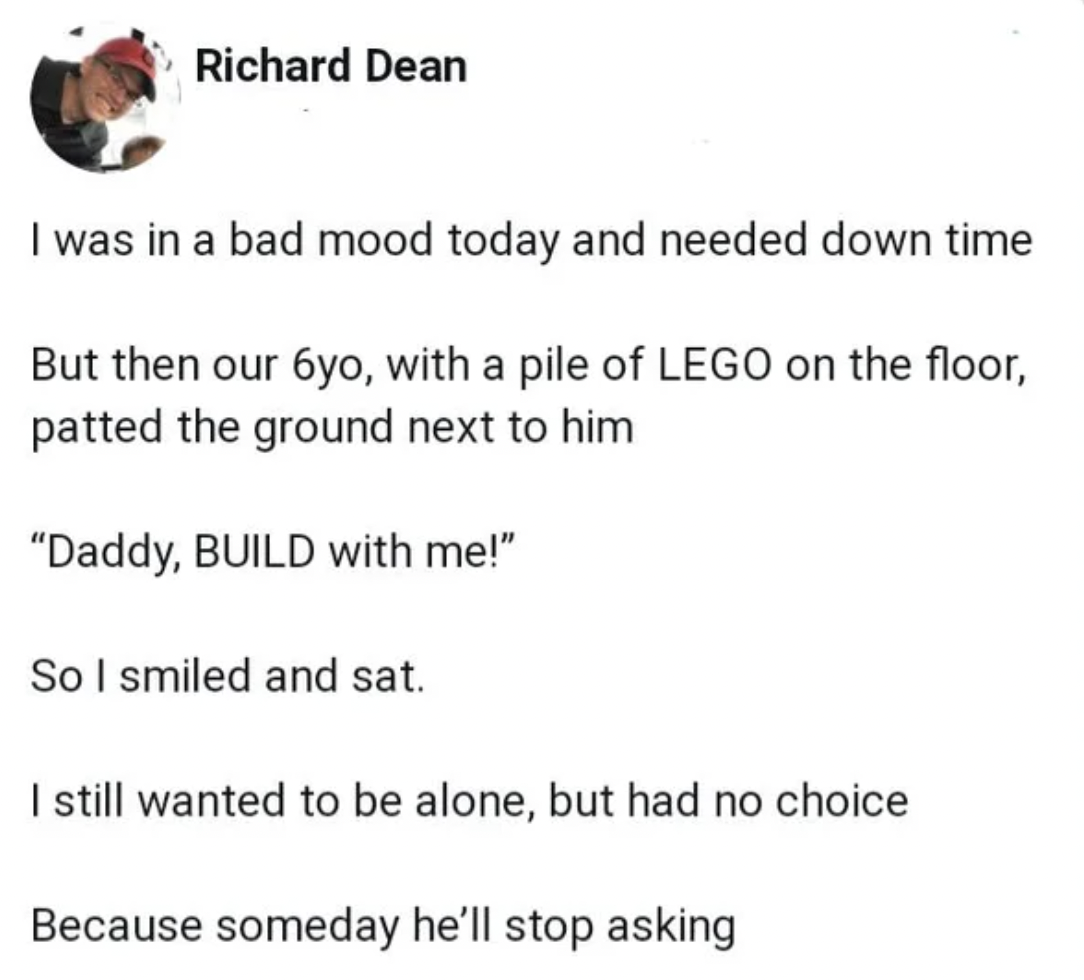 Richard Dean
I was in a bad mood today and needed down time
But then our 6yo, with a pile of LEGO on the floor,
patted the ground next to him
“Daddy, BUILD with me!”
So I smiled and sat.
I still wanted to be alone, but had no choice
Because someday he’ll stop asking